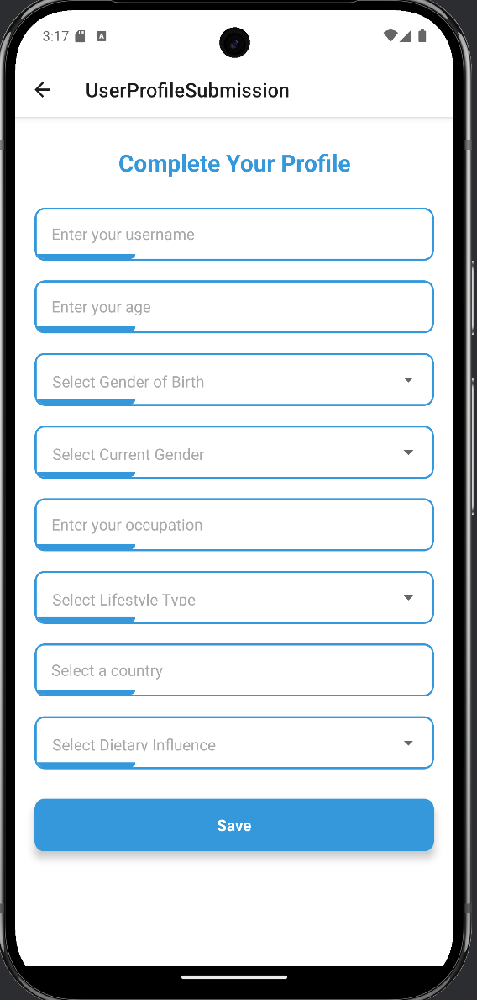 3:17
UserProfileSubmission
Complete Your Profile
Enter your username
Enter your age
Select Gender of Birth
Select Current Gender
Enter your occupation
Select Lifestyle Type
Select a country
Select Dietary Influence
Save